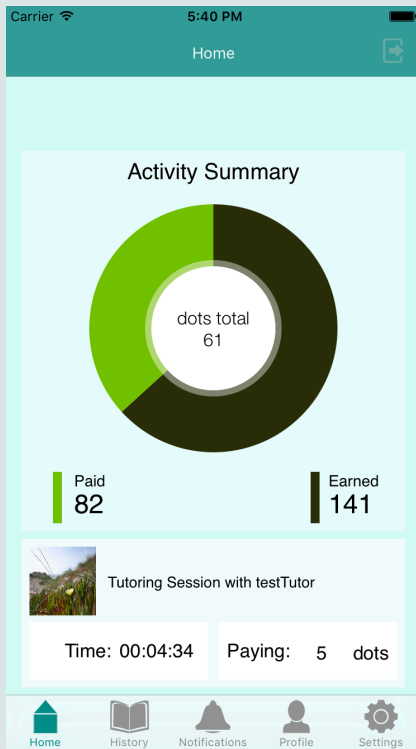 Carrier 5:40 PM
Home
Activity Summary
dots total
61
Paid
82
Earned
141
Tutoring Session with testTutor
Time: 00:04:34
Paying: 5 dots
Home History Notifications Profile Settings